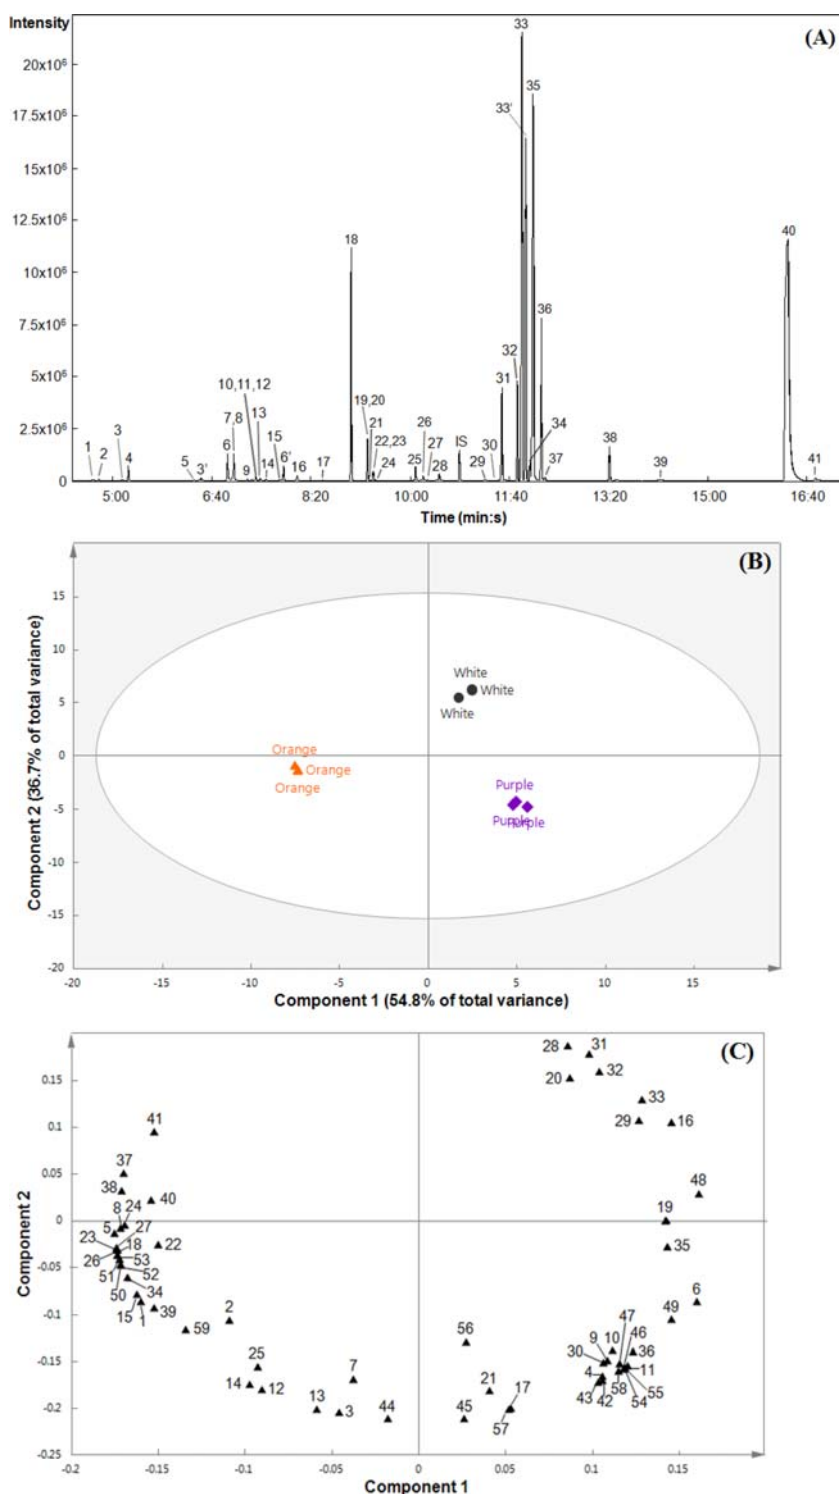 Intensity
(A)
33
20x10⁶
35
17.5x10⁶
33'
15x10⁶
12.5x10⁶
18
40
10x10⁶
7.5x10⁶
36
5x10⁶
32
31
10,11,12
19,20
2.5x10⁶
7,8
13
21
26
34
1 2 3 4 5 3' 6 9 14 15 6' 16 17 22,23 24 25 27 28 IS 29 30 37 38 39 41
0
5:00 6:40 8:20 10:00 11:40 13:20 15:00 16:40
Time (min:s)
(B)
15
10
White
White
5
White
0
Orange
Orange
Orange
Purple
-5
Purple
Purple
-10
-15
-20
-20 -15 -10 -5 0 5 10 15
Component 2 (36.7% of total variance)
Component 1 (54.8% of total variance)
(C)
28 31
0.15
20 32
33
29 16
0.1
41
0.05
37
38 40
48
8 24
19
0
5 27
23 18 22
35
26 53
-0.05
51 52
50 34
6
15 1 39
2
49
-0.1
59
56
47
9 10 46
-0.15
25
30 36
7
4 11
14 12
21
43 42 58 54 55
-0.2
13 3 44
45 17
57
-0.25
-0.2 -0.15 -0.1 -0.05 0 0.05 0.1 0.15
Component 2
Component 1